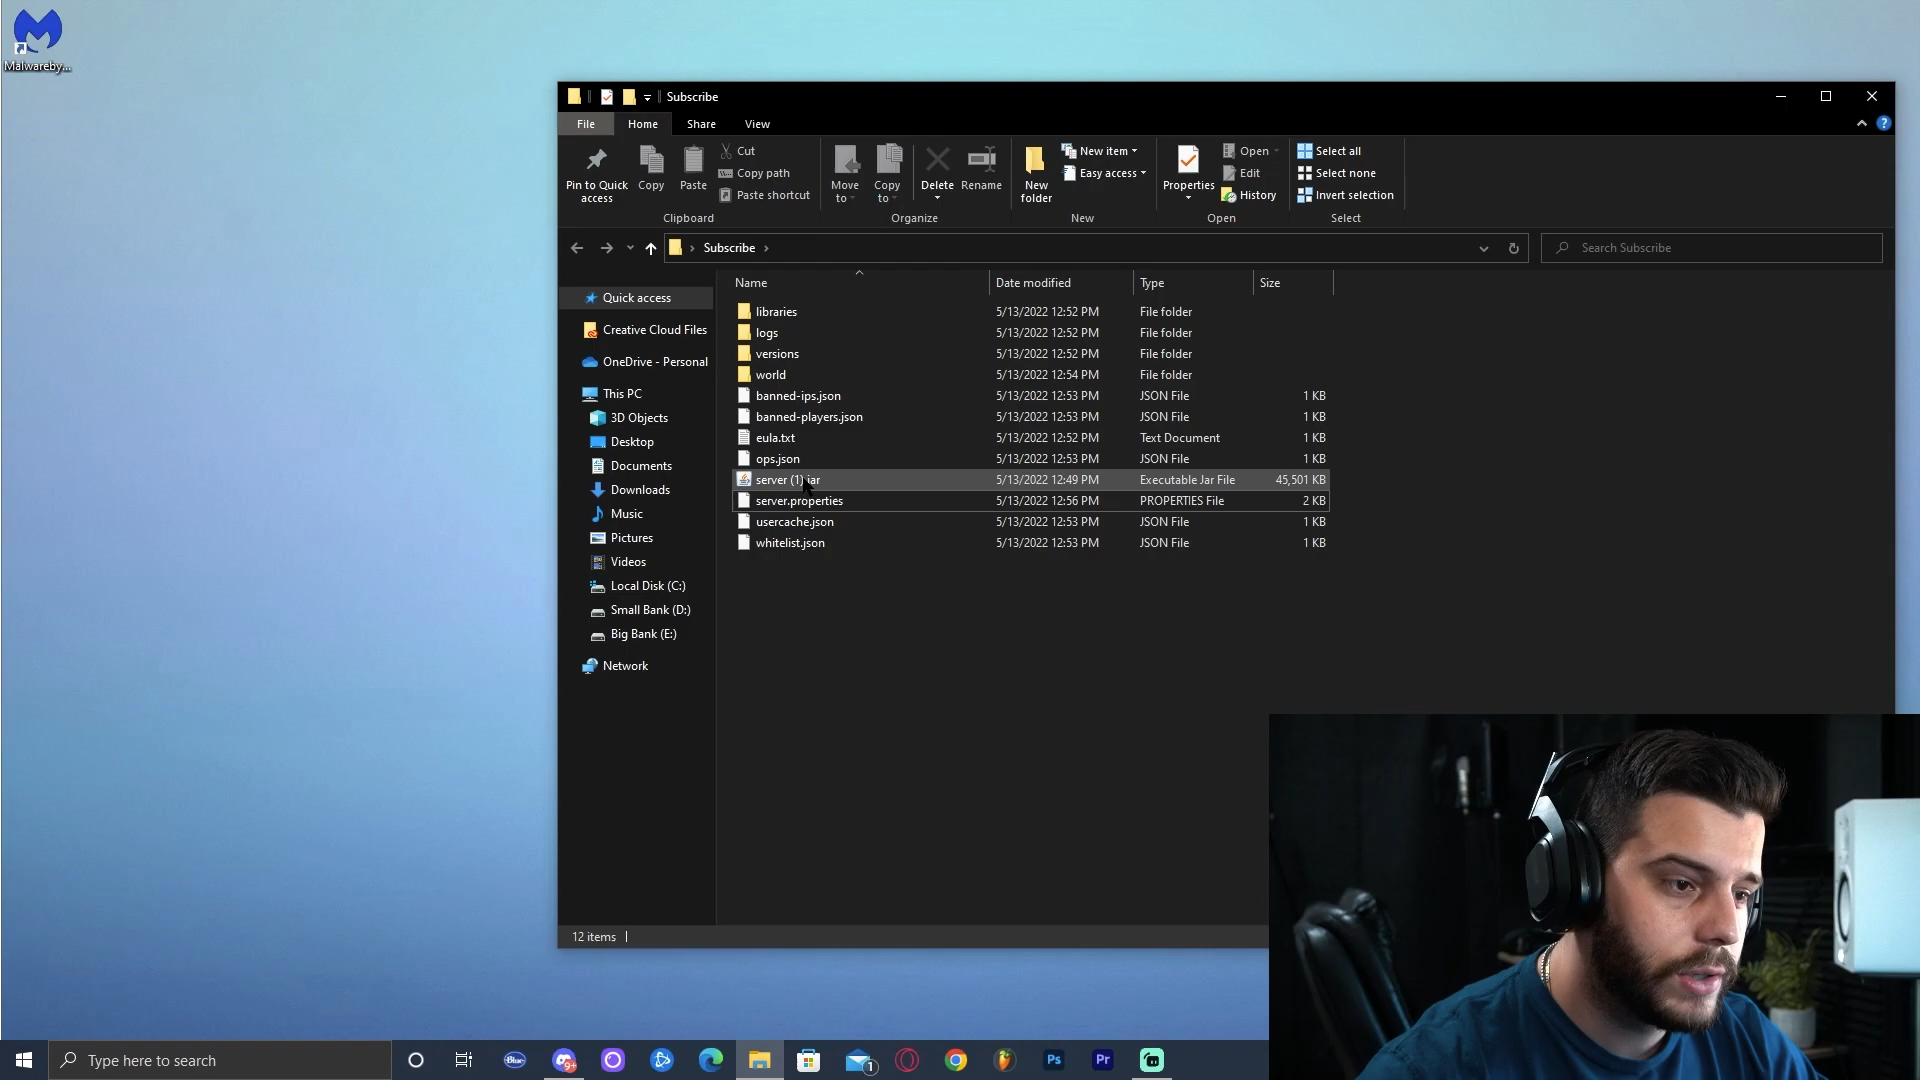 Malwareby...
Subscribe
File Home Share View
Pin to Quick access
Copy
Paste
Cut
Copy path
Paste shortcut
Clipboard
Move to
Copy to
Delete
Rename
Organize
New folder
New item
Easy access
New
Properties
Open
Edit
History
Open
Select all
Select none
Invert selection
Select
Subscribe
Search Subscribe
Quick access
Creative Cloud Files
OneDrive - Personal
This PC
3D Objects
Desktop
Documents
Downloads
Music
Pictures
Videos
Local Disk (C:)
Small Bank (D:)
Big Bank (E:)
Network
Name Date modified Type Size
libraries 5/13/2022 12:52 PM File folder
logs 5/13/2022 12:52 PM File folder
versions 5/13/2022 12:52 PM File folder
world 5/13/2022 12:54 PM File folder
banned-ips.json 5/13/2022 12:53 PM JSON File 1 KB
banned-players.json 5/13/2022 12:53 PM JSON File 1 KB
eula.txt 5/13/2022 12:52 PM Text Document 1 KB
ops.json 5/13/2022 12:53 PM JSON File 1 KB
server (1).jar 5/13/2022 12:49 PM Executable Jar File 45,501 KB
server.properties 5/13/2022 12:56 PM PROPERTIES File 2 KB
usercache.json 5/13/2022 12:53 PM JSON File 1 KB
whitelist.json 5/13/2022 12:53 PM JSON File 1 KB
12 items
Type here to search
Blue
9+
1
Ps
Pr